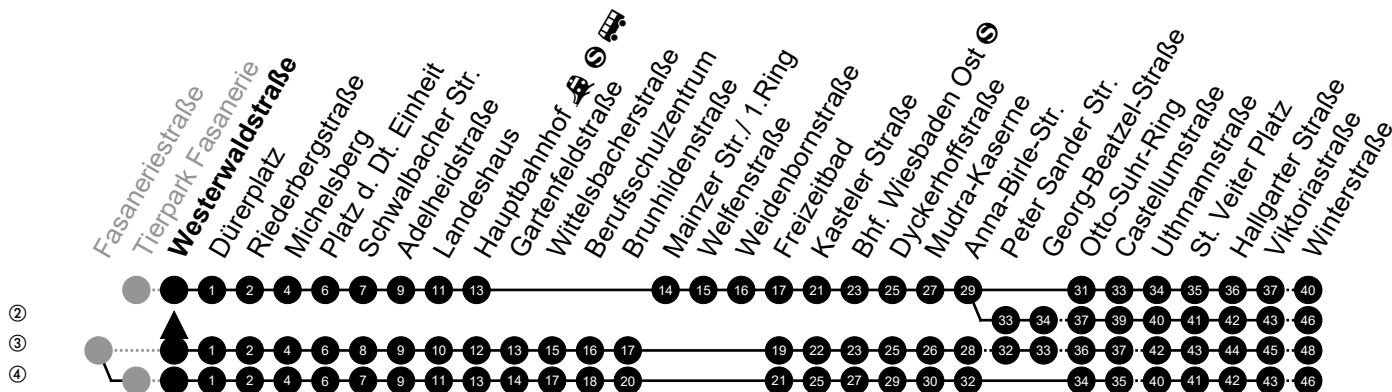 Fasaneriestraße
Tierpark Fasanerie
Westerwaldstraße
Dürerplatz
Riederbergstraße
Michelsberg
Platz d. Dt. Einheit
Schwalbacher Str.
Adelheidstraße
Landeshaus
Hauptbahnhof S
Gartenfeldstraße
Wittelsbacherstraße
Berufsschulzentrum
Brunhildenstraße
Mainzer Str./ 1.Ring
Welfenstraße
Weidenbornstraße
Freizeitbad
Kasteler Straße
Bhf. Wiesbaden Ost S
Dyckerhoffstraße
Mudra-Kaserne
Anna-Birle-Str.
Peter Sander Str.
Georg-Beatzel-Straße
Otto-Suhr-Ring
Castellumstraße
Uthmannstraße
St. Veiter Platz
Hallgarter Straße
Viktoriastraße
Winterstraße
1 2 4 6 7 9 11 13 14 15 16 17 21 23 25 27 29 31 33 34 35 36 37 40
② 33 34 37 39 40 41 42 43 46
③ 1 2 4 6 8 9 10 12 13 15 16 17 19 22 23 25 26 28 32 33 36 37 42 43 44 45 48
④ 1 2 4 6 7 9 11 13 14 17 18 20 21 25 27 29 30 32 34 35 40 41 42 43 46